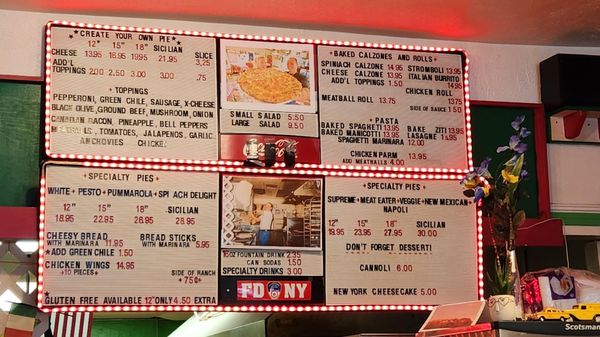 CREATE YOUR OWN PIE
12" 15" 18" SICILIAN SLICE
CHEESE 13.95 16.95 19.95 21.95 3.25
ADD'L
TOPPINGS 2.00 2.50 3.00 3.00 .75
TOPPINGS
PEPPERONI, GREEN CHILE, SAUSAGE, X-CHEESE
BLACK OLIVE, GROUND BEEF, MUSHROOM, ONION
CANADIAN BACON, PINEAPPLE, BELL PEPPERS
TOMATOES, JALAPENOS, GARLIC
ANCHOVIES CHICKE
SMALL SALAD 5.50
LARGE SALAD 9.50
BAKED CALZONES AND ROLLS
SPINACH CALZONE 14.95
CHEESE CALZONE 13.95
ADD'L TOPPING 1.50
MEATBALL ROLL 13.75
STROMBOLI 13.95
ITALIAN BURRITO
14.95
CHICKEN ROLL
13.75
SIDE OF SAUCE 1.50
PASTA
BAKED SPAGHETTI 13.95
BAKED MANICOTTI 13.95
BAKE ZITI 13.95
LASAGNE
SPAGHETTI MARINARA 12.00
CHICKEN PARM 13.95
ADD MEATBALLS 4.00
SPECIALTY PIES
WHITE + PESTO + PUMMAROLA + SPI ACH DELIGHT
12" 15" 18" SICILIAN
18.95 22.95 26.95 28.95
CHEESY BREAD
WITH MARINARA 11.95
ADD GREEN CHILE 1.50
BREAD STICKS
WITH MARINARA 5.95
CHICKEN WINGS 14.95
10 PIECES
SIDE OF RANCH
75¢
GLUTEN FREE AVAILABLE 12" ONLY 4.50 EXTRA
16OZ FOUNTAIN DRINK 2.35
CAN SODAS 1.50
SPECIALTY DRINKS 3.00
FDNY
SPECIALTY PIES
SUPREME + MEAT EATER + VEGGIE + NEW MEXICAN
NAPOLI
12" 15" 18" SICILIAN
19.95 23.95 27.95 30.00
DON'T FORGET DESSERT
CANNOLI 6.00
NEW YORK CHEESECAKE 5.00
Scotsman